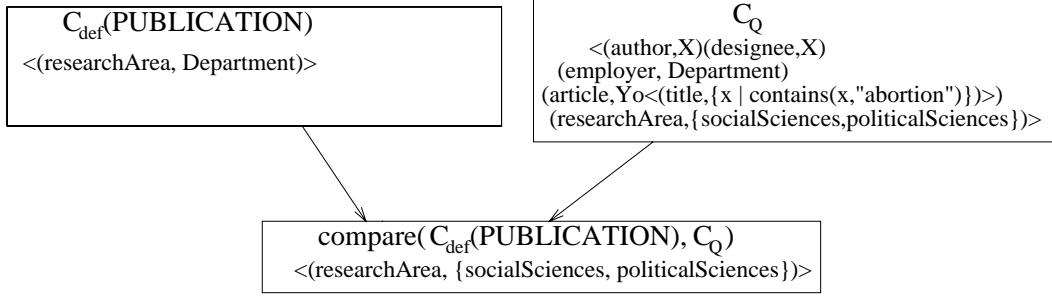 C_def(PUBLICATION)
<(researchArea, Department)>
C_Q
<(author,X)(designee,X)
(employer, Department)
(article,Yo<(title,{x | contains(x,"abortion")})>)
(researchArea,{socialSciences,politicalSciences})>
compare( C_def(PUBLICATION), C_Q)
<(researchArea, {socialSciences, politicalSciences})>